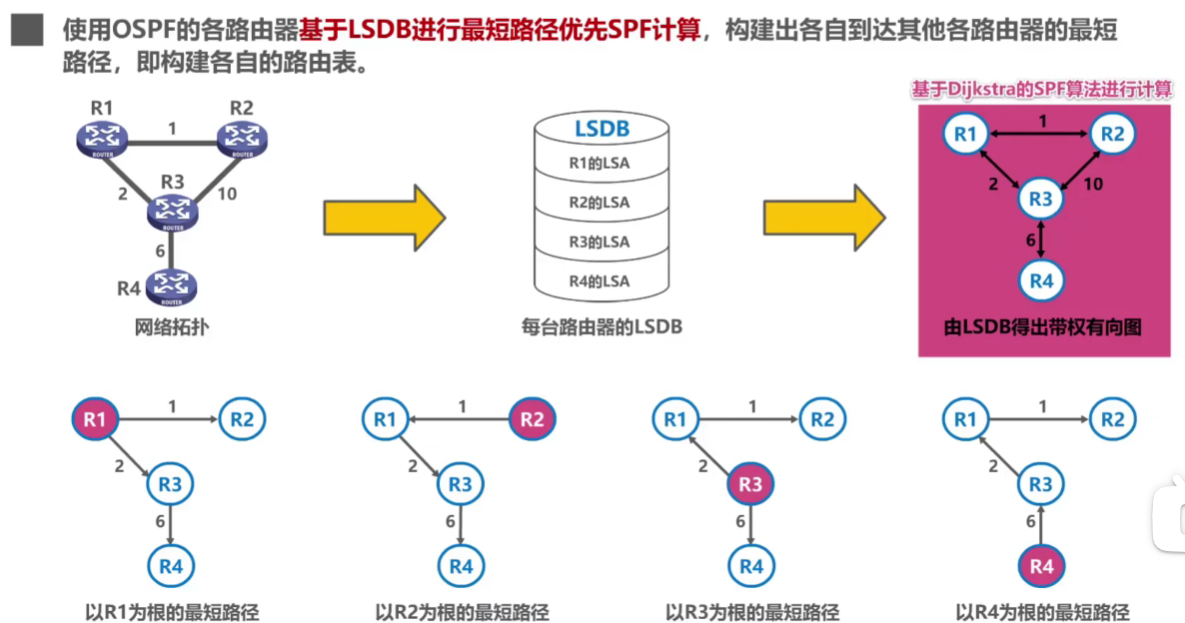 使用OSPF的各路由器基于LSDB进行最短路径优先SPF计算，构建出各自到达其他各路由器的最短
路径，即构建各自的路由表。
基于Dijkstra的SPF算法进行计算
R1
R2
1
ROUTER
ROUTER
R3
2
10
ROUTER
6
R4
ROUTER
网络拓扑
LSDB
R1的LSA
R2的LSA
R3的LSA
R4的LSA
每台路由器的LSDB
R1
1
R2
2
10
R3
6
R4
由LSDB得出带权有向图
R1
1
R2
2
R3
6
R4
以R1为根的最短路径
R1
1
R2
2
R3
6
R4
以R2为根的最短路径
R1
1
R2
2
R3
6
R4
以R3为根的最短路径
R1
1
R2
2
R3
6
R4
以R4为根的最短路径